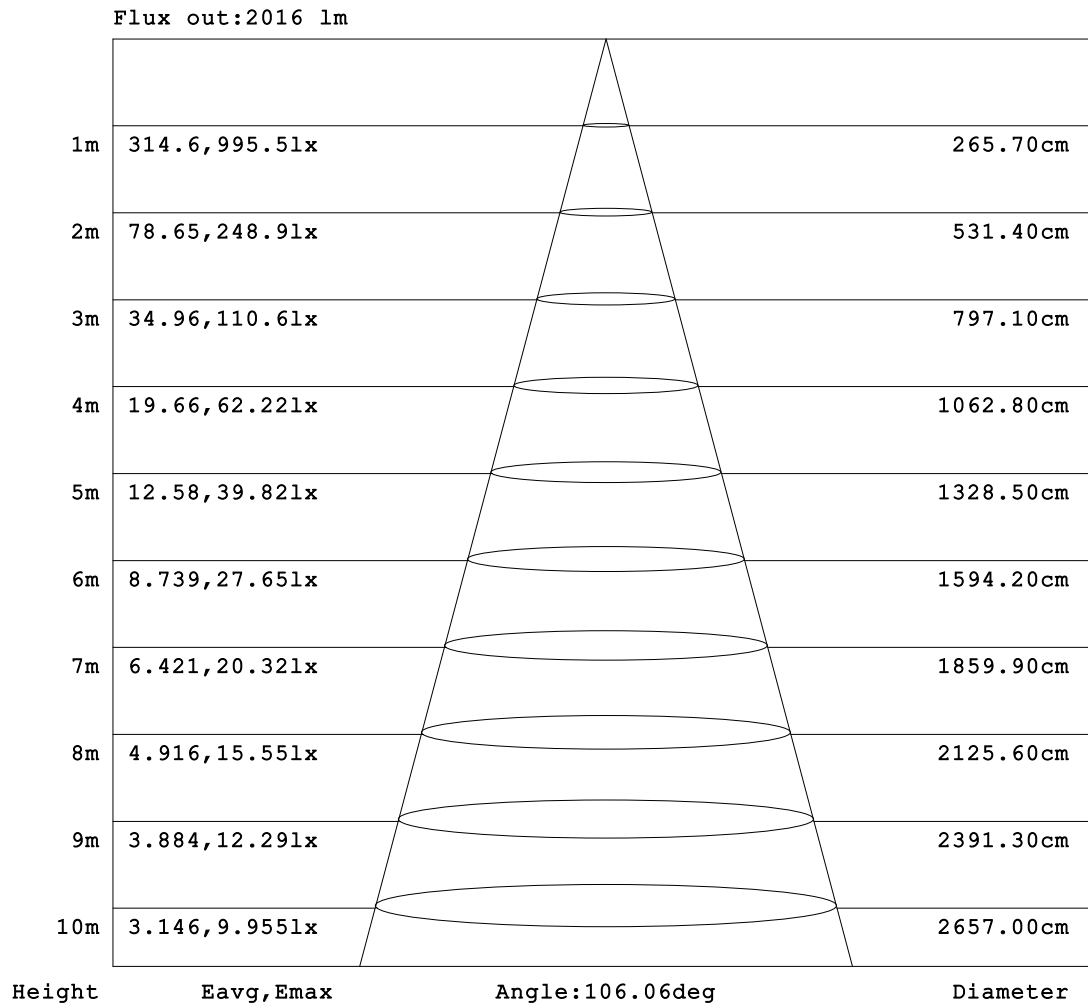 Flux out:2016 lm
1m 314.6,995.5lx 265.70cm
2m 78.65,248.9lx 531.40cm
3m 34.96,110.6lx 797.10cm
4m 19.66,62.22lx 1062.80cm
5m 12.58,39.82lx 1328.50cm
6m 8.739,27.65lx 1594.20cm
7m 6.421,20.32lx 1859.90cm
8m 4.916,15.55lx 2125.60cm
9m 3.884,12.29lx 2391.30cm
10m 3.146,9.955lx 2657.00cm
Height Eavg,Emax Angle:106.06deg Diameter